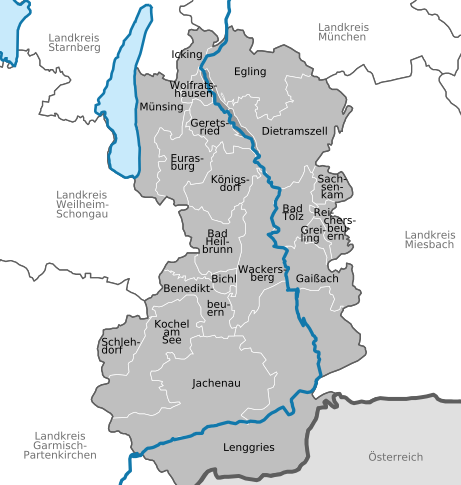 Landkreis
Starnberg
Landkreis
München
Icking
Egling
Wolfrats-
hausen
Münsing
Gerets-
ried
Dietramszell
Euras-
burg
Königs-
dorf
Sach-
sen-
kam
Landkreis
Weilheim-
Schongau
Bad
Tölz
Rei-
chers-
beu-
ern
Grei-
ling
Bad
Heil-
brunn
Landkreis
Miesbach
Wackers-
berg
Bichl
Gaißach
Benedikt-
beu-
ern
Kochel
am
See
Schleh-
dorf
Jachenau
Landkreis
Garmisch-
Partenkirchen
Lenggries
Österreich